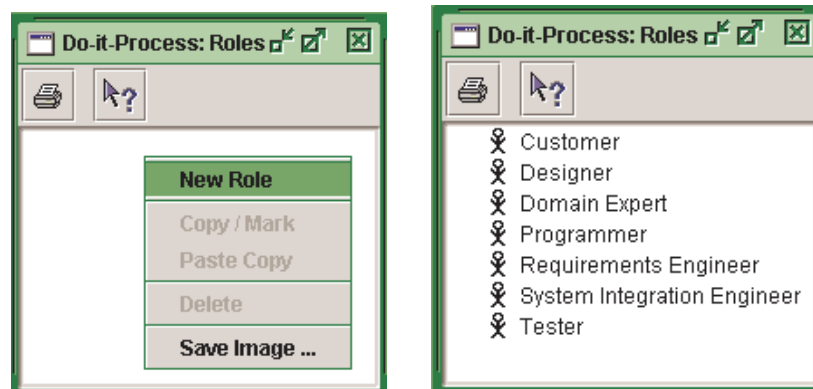 Do-it-Process: Roles
?
New Role
Copy / Mark
Paste Copy
Delete
Save Image ...
Do-it-Process: Roles
?
Customer
Designer
Domain Expert
Programmer
Requirements Engineer
System Integration Engineer
Tester